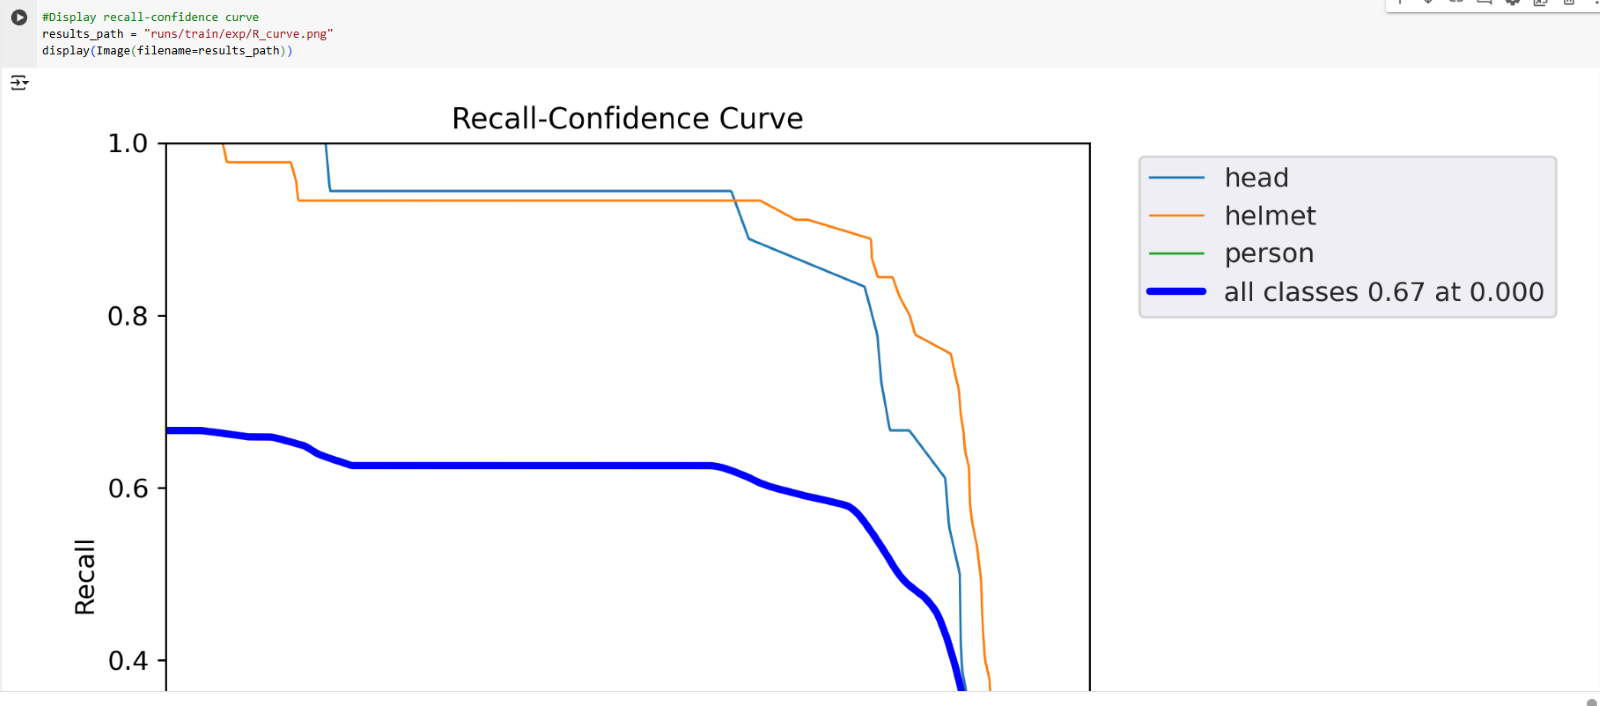 #Display recall-confidence curve
results_path = "runs/train/exp/R_curve.png"
display(Image(filename=results_path))
Recall-Confidence Curve
1.0
0.8
0.6
0.4
Recall
head
helmet
person
all classes 0.67 at 0.000